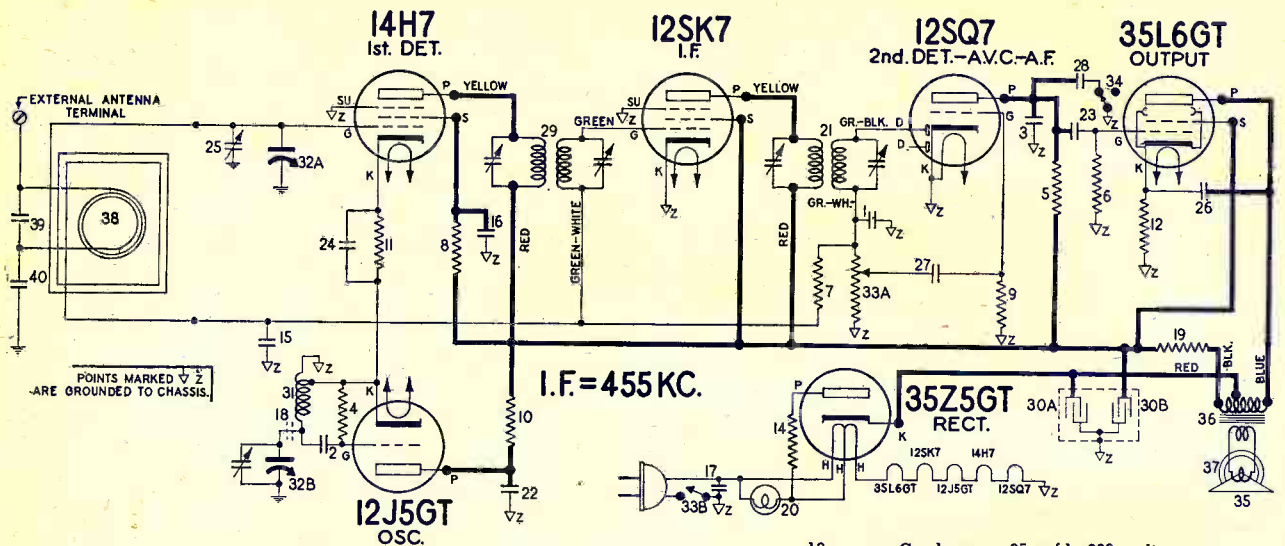 14H7
1st. DET.
12SK7
I.F.
12SQ7
2nd. DET.-A.V.C.-A.F.
35L6GT
OUTPUT
EXTERNAL ANTENNA
TERMINAL
SU
Z
G
P
YELLOW
S
K
25
32A
29
GREEN
SU
Z
G
P
YELLOW
S
K
Z
21
GR.-BLK.
D
D
P
K
Z
GR.-WH.
28
34
3
Z
23
Z
G
P
S
K
39
38
40
24
11
8
16
Z
RED
GREEN-WHITE
RED
1
Z
7
33A
27
9
Z
5
6
Z
12
Z
26
15
Z
POINTS MARKED Z
ARE GROUNDED TO CHASSIS.
Z
31
18
4
K
2
G
P
32B
10
22
Z
I.F.=455 KC.
19
BLK.
RED
BLUE
P
35Z5GT
RECT.
K
14
H
H
H
30A
30B
Z
36
37
35
17
33B
Z
20
12SK7
14H7
35L6GT
12J5GT
12SQ7
Z
12J5GT
OSC.